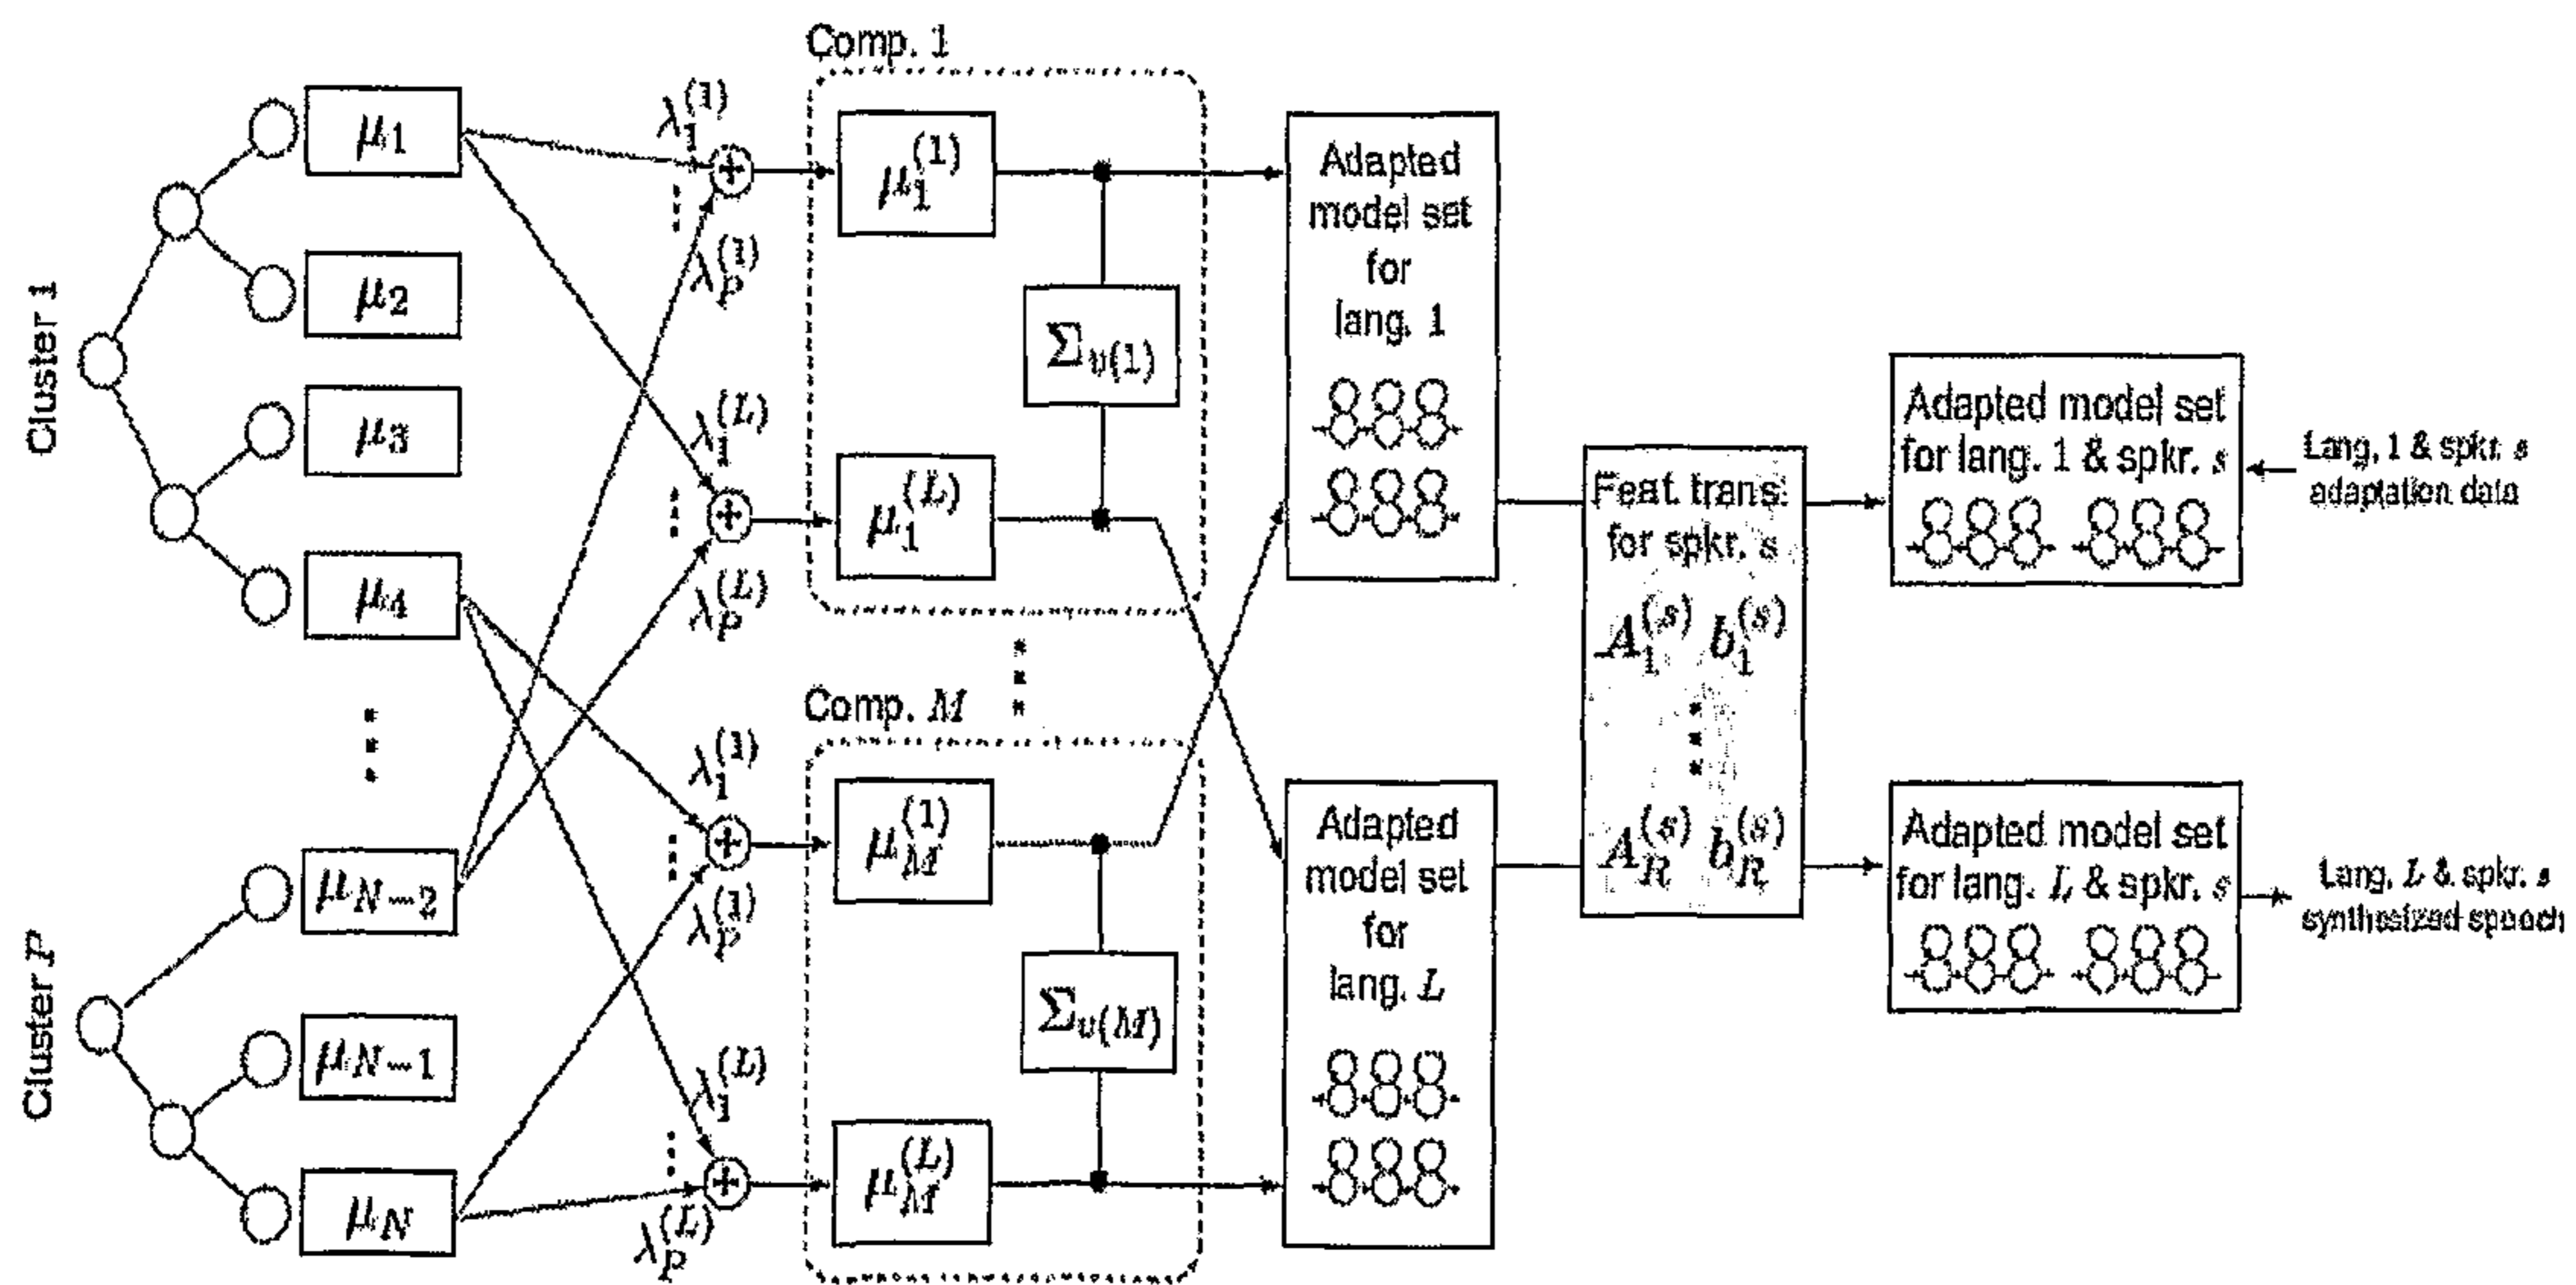 Cluster 1
μ1
μ2
μ3
μ4
Cluster P
μN−2
μN−1
μN
λ1(1)
λP(1)
λ1(L)
λP(L)
λ1(1)
λP(1)
λ1(L)
λP(L)
Comp. 1
μ1(1)
Σv(1)
μ1(L)
Comp. M
μM(1)
Σv(M)
μM(L)
Adapted
model set
for
lang. 1
Adapted
model set
for
lang. L
Feat. trans.
for spkr. s
A1(s) b1(s)
AR(s) bR(s)
Adapted model set
for lang. 1 & spkr. s
Lang, 1 & spkr. s
adaptation data
Adapted model set
for lang. L & spkr. s
Lang. L & spkr. s
synthesized speech